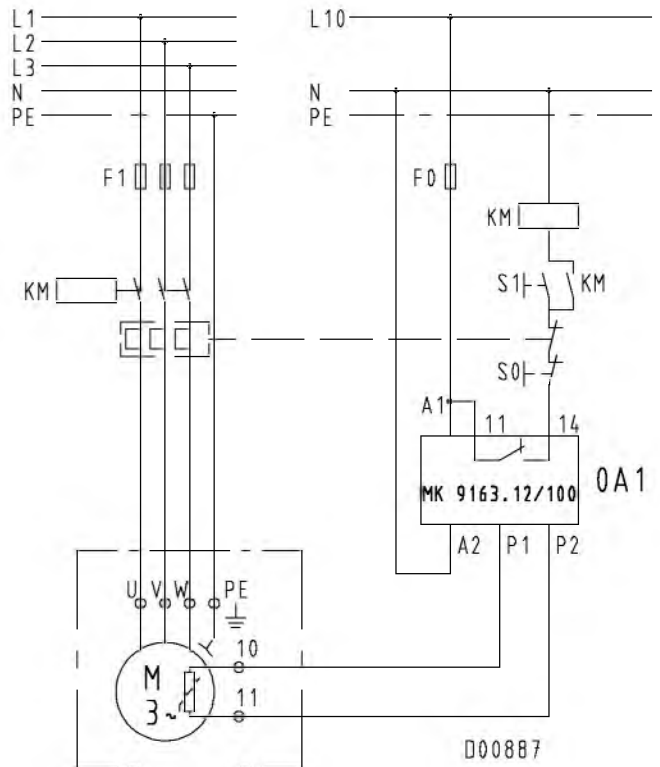 L1
L2
L3
N
PE
L10
N
PE
F1
F0
KM
KM
S1
KM
S0
A1
11
14
MK 9163.12/100
0A1
A2
P1
P2
U
V
W
PE
10
M
3~
11
D00887